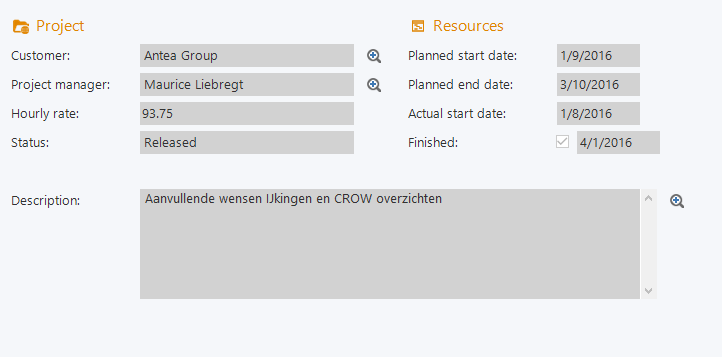 Project
Resources
Customer: Antea Group
Planned start date: 1/9/2016
Project manager: Maurice Liebregt
Planned end date: 3/10/2016
Hourly rate: 93.75
Actual start date: 1/8/2016
Status: Released
Finished: 4/1/2016
Description: Aanvullende wensen IJkingen en CROW overzichten